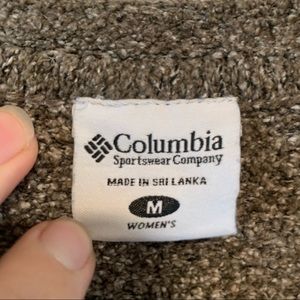 Columbia
Sportswear Company
MADE IN SRI LANKA
M
WOMEN'S